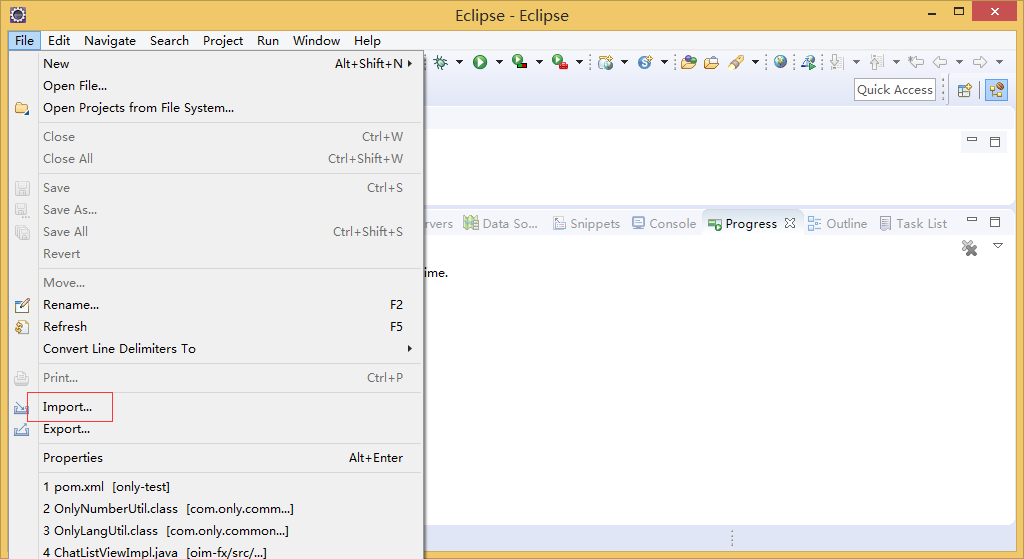 Eclipse - Eclipse
File Edit Navigate Search Project Run Window Help
New Alt+Shift+N
Open File...
Open Projects from File System...
Quick Access
Close Ctrl+W
Close All Ctrl+Shift+W
Save Ctrl+S
Save As...
Save All Ctrl+Shift+S
Revert
rvers Data So... Snippets Console Progress Outline Task List
ime.
Move...
Rename... F2
Refresh F5
Convert Line Delimiters To
Print... Ctrl+P
Import...
Export...
Properties Alt+Enter
1 pom.xml [only-test]
2 OnlyNumberUtil.class [com.only.comm...]
3 OnlyLangUtil.class [com.only.common...]
4 ChatListViewImpl.java [oim-fx/src/...]